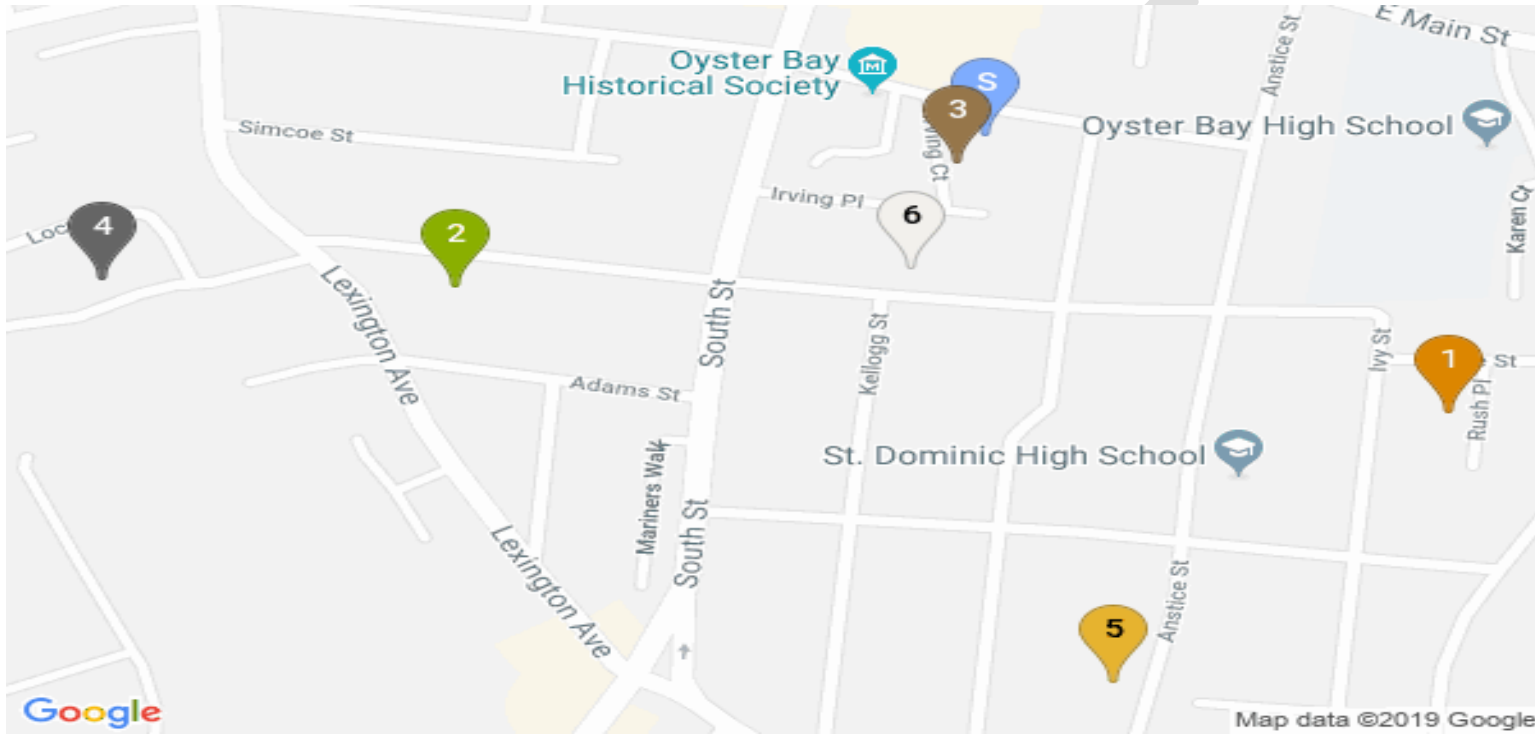 E Main St
Anstice St
Oyster Bay
Historical Society
S
3
Oyster Bay High School
Simcoe St
Irving Pl
6
4
2
Karen Ct
Lexington Ave
South St
Kellogg St
Ivy St
1
St
Rush Pl
Adams St
St. Dominic High School
Mariners Walk
South St
Lexington Ave
Anstice St
5
Google
Map data ©2019 Google